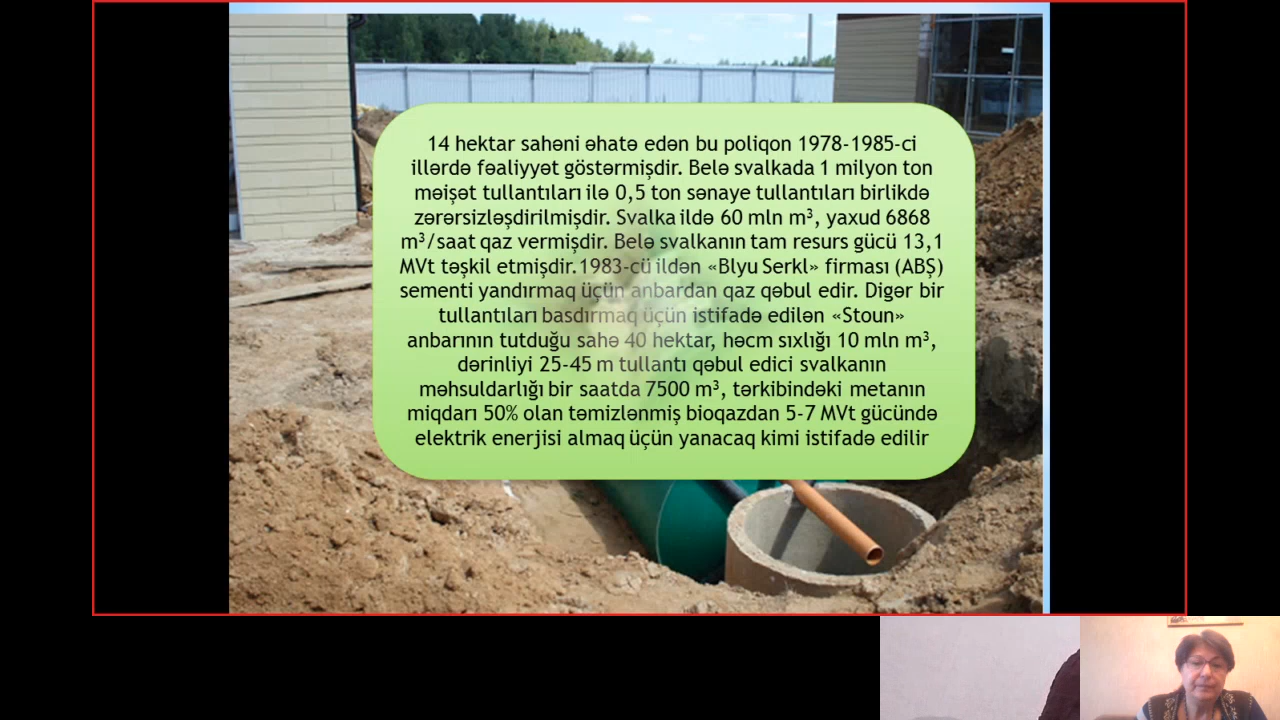 14 hektar sahəni əhatə edən bu poliqon 1978-1985-ci
illərdə fəaliyyət göstərmişdir. Belə svalkada 1 milyon ton
məişət tullantıları ilə 0,5 ton sənaye tullantıları birlikdə
zərərsizləşdirilmişdir. Svalka ildə 60 mln m³, yaxud 6868
m³/saat qaz vermişdir. Belə svalkanın tam resurs gücü 13,1
MVt təşkil etmişdir.1983-cü ildən «Blyu Serkl» firması (ABŞ)
sementi yandırmaq üçün anbardan qaz qəbul edir. Digər bir
tullantıları basdırmaq üçün istifadə edilən «Stoun»
anbarının tutduğu sahə 40 hektar, həcm sıxlığı 10 mln m³,
dərinliyi 25-45 m tullantı qəbul edici svalkanın
məhsuldarlığı bir saatda 7500 m³, tərkibindəki metanın
miqdarı 50% olan təmizlənmiş bioqazdan 5-7 MVt gücündə
elektrik enerjisi almaq üçün yanacaq kimi istifadə edilir